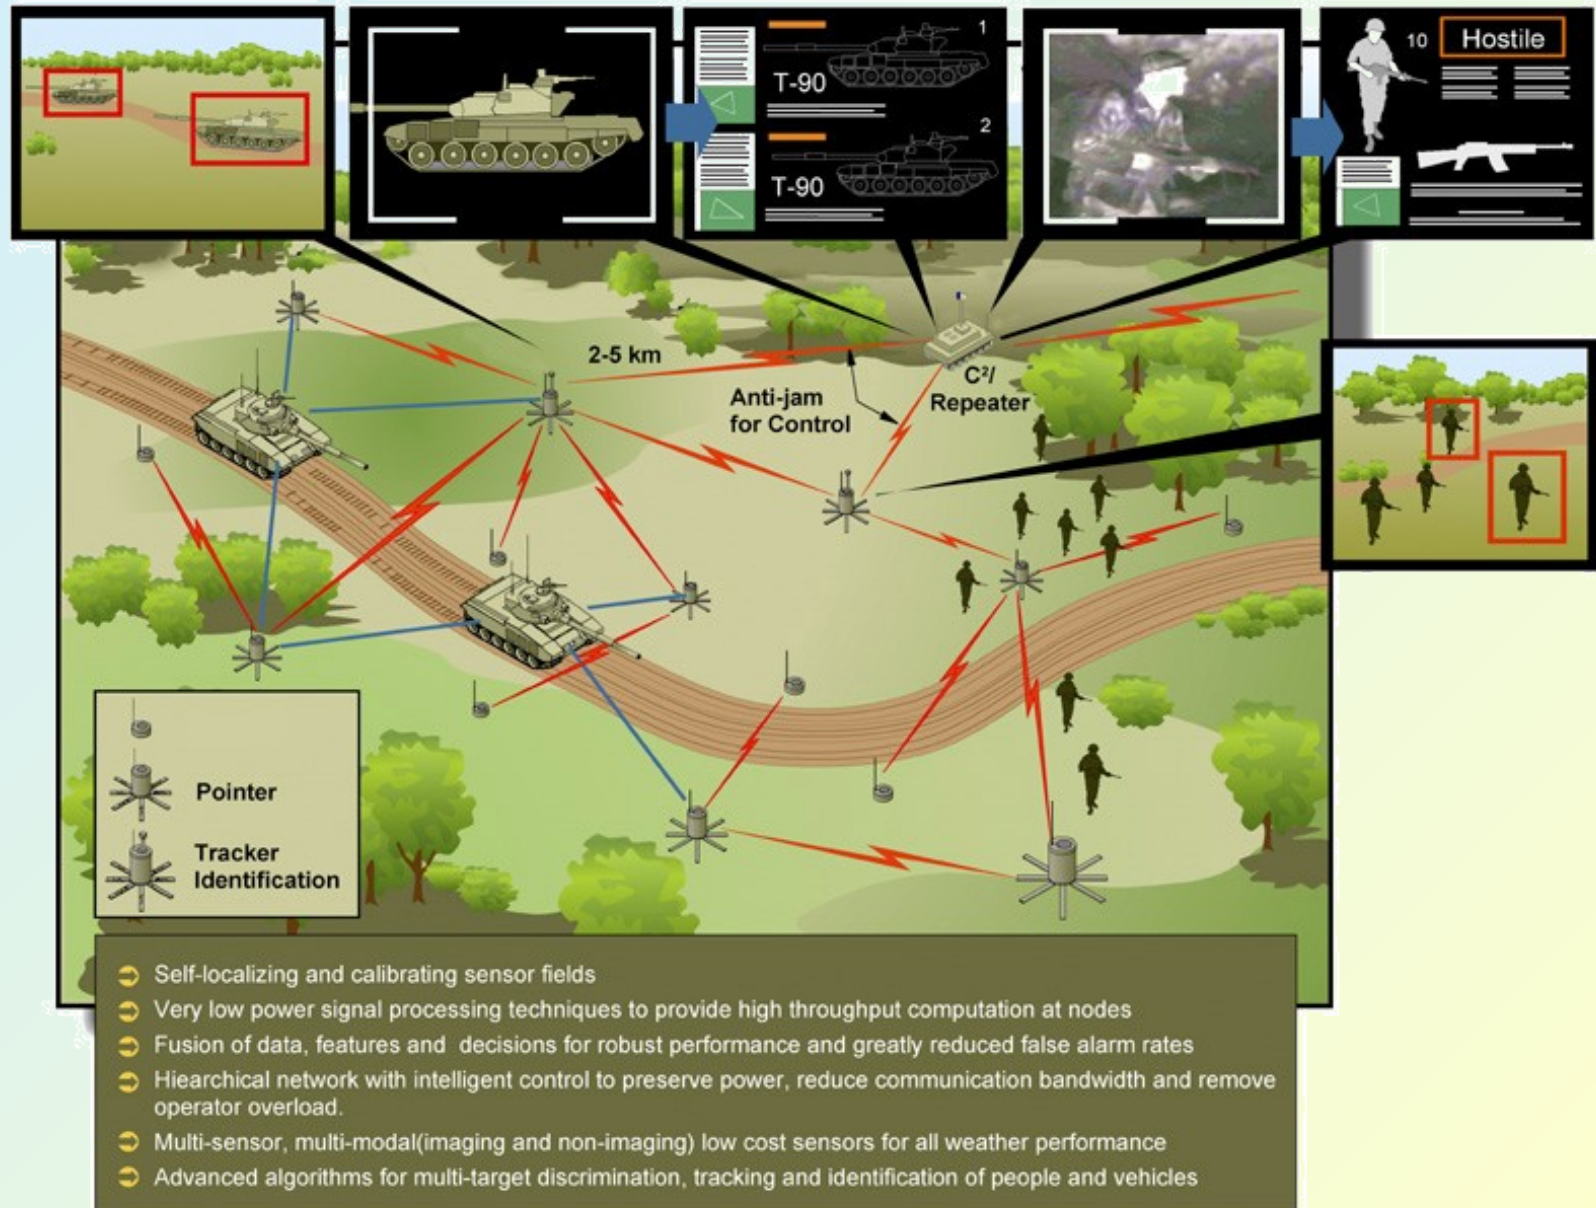 1
T-90
2
T-90
10
Hostile
2-5 km
Anti-jam
for Control
C²/
Repeater
Pointer
Tracker
Identification
Self-localizing and calibrating sensor fields
Very low power signal processing techniques to provide high throughput computation at nodes
Fusion of data, features and decisions for robust performance and greatly reduced false alarm rates
Hiearchical network with intelligent control to preserve power, reduce communication bandwidth and remove
operator overload.
Multi-sensor, multi-modal(imaging and non-imaging) low cost sensors for all weather performance
Advanced algorithms for multi-target discrimination, tracking and identification of people and vehicles